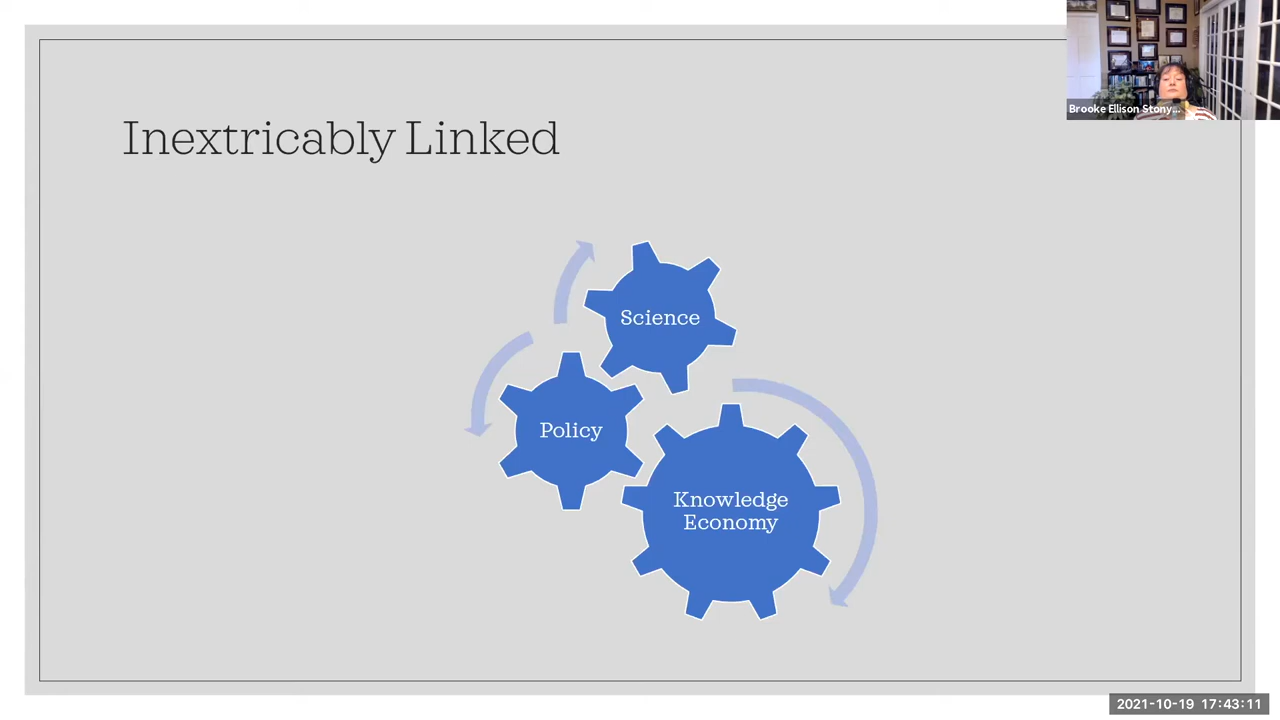 Brooke Ellison Stony...
Inextricably Linked
Science
Policy
Knowledge
Economy
2021-10-19 17:43:11